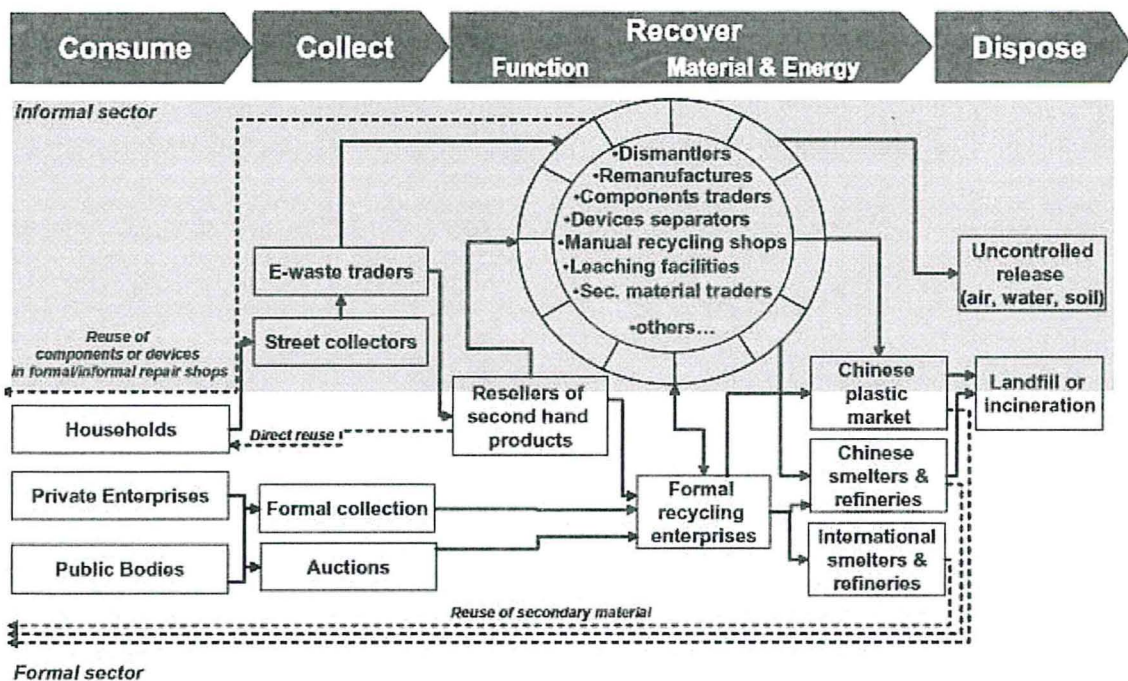 Consume
Collect
Recover
Function
Material & Energy
Dispose
Informal sector
•Dismantlers
•Remanufactures
•Components traders
•Devices separators
•Manual recycling shops
•Leaching facilities
•Sec. material traders
•others...
E-waste traders
Street collectors
Uncontrolled
release
(air, water, soil)
Reuse of
components or devices
in formal/informal repair shops
Households
Direct reuse
Resellers of
second hand
products
Chinese
plastic
market
Landfill or
incineration
Private Enterprises
Formal collection
Formal
recycling
enterprises
Chinese
smelters &
refineries
Public Bodies
Auctions
International
smelters &
refineries
Reuse of secondary material
Formal sector